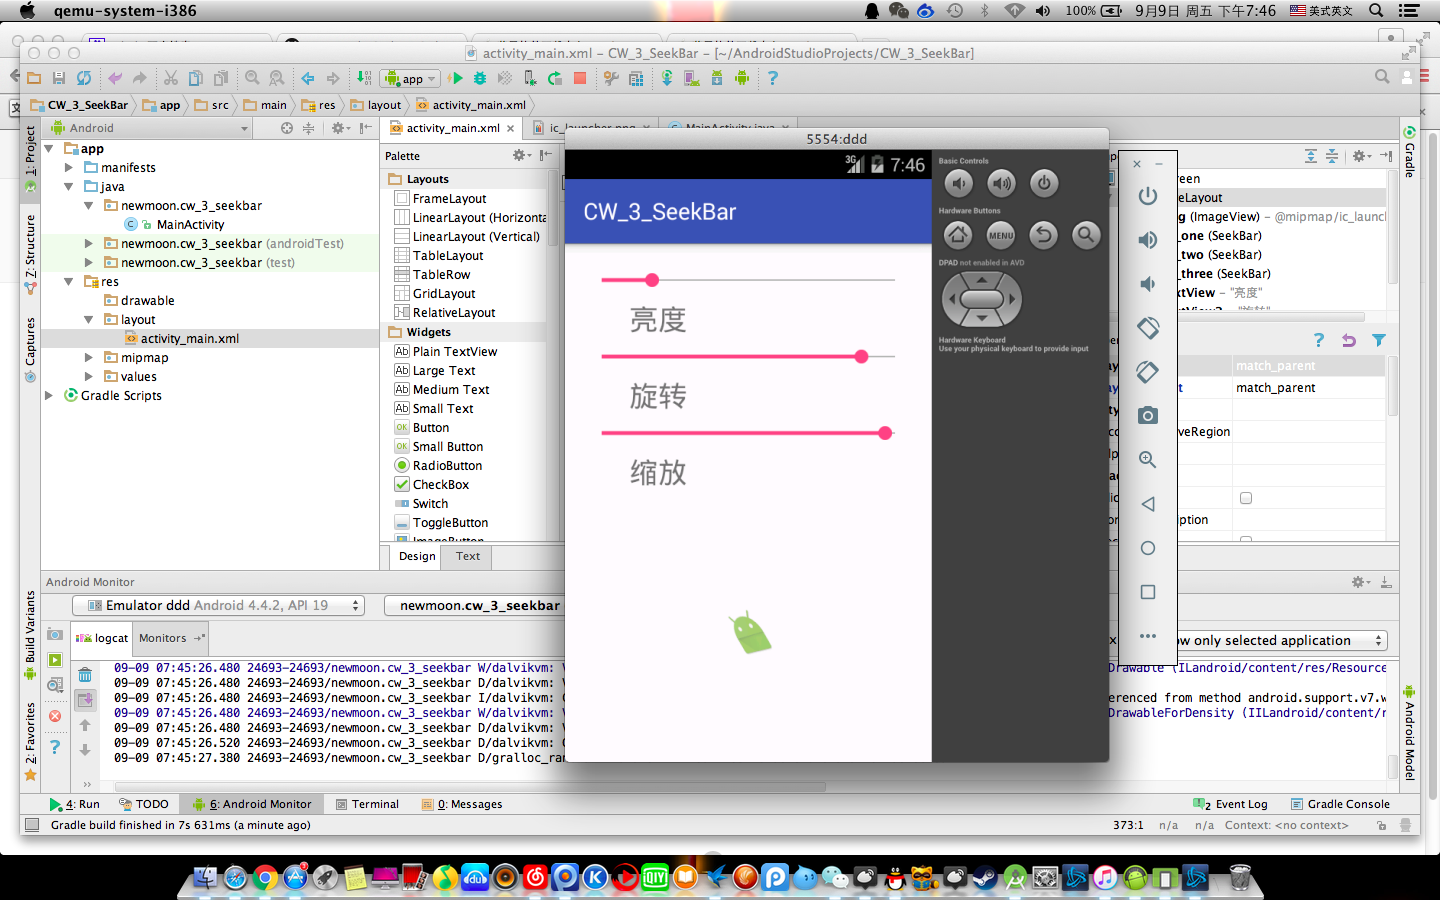 qemu-system-i386
100%
9月9日 周五 下午7:46
美式英文
activity_main.xml – CW_3_SeekBar – [~/AndroidStudioProjects/CW_3_SeekBar]
app
CW_3_SeekBar
app
src
main
res
layout
activity_main.xml
1: Project
Z: Structure
Captures
Build Variants
2: Favorites
Android
app
manifests
java
newmoon.cw_3_seekbar
MainActivity
newmoon.cw_3_seekbar (androidTest)
newmoon.cw_3_seekbar (test)
res
drawable
layout
activity_main.xml
mipmap
values
Gradle Scripts
activity_main.xml
ic_launcher.png
MainActivity.java
Palette
Layouts
FrameLayout
LinearLayout (Horizonta
LinearLayout (Vertical)
TableLayout
TableRow
GridLayout
RelativeLayout
Widgets
Plain TextView
Large Text
Medium Text
Small Text
Button
Small Button
RadioButton
CheckBox
Switch
ToggleButton
ImageButton
Design
Text
5554:ddd
3G
7:46
CW_3_SeekBar
亮度
旋转
缩放
Basic Controls
Hardware Buttons
MENU
DPAD not enabled in AVD
Hardware Keyboard
Use your physical keyboard to provide input
reen
eLayout
g (ImageView) – @mipmap/ic_launc
_one (SeekBar)
_two (SeekBar)
_three (SeekBar)
xtView – "亮度"
match_parent
match_parent
veRegion
ription
Gradle
Android Model
Android Monitor
Emulator ddd Android 4.4.2, API 19
newmoon.cw_3_seekbar
logcat
Monitors
ow only selected application
09-09 07:45:26.480 24693-24693/newmoon.cw_3_seekbar W/dalvikvm:
Drawable (ILandroid/content/res/Resource
09-09 07:45:26.480 24693-24693/newmoon.cw_3_seekbar D/dalvikvm:
09-09 07:45:26.480 24693-24693/newmoon.cw_3_seekbar I/dalvikvm:
erenced from method android.support.v7.w
09-09 07:45:26.480 24693-24693/newmoon.cw_3_seekbar W/dalvikvm:
DrawableForDensity (IILandroid/content/r
09-09 07:45:26.480 24693-24693/newmoon.cw_3_seekbar D/dalvikvm:
09-09 07:45:26.520 24693-24693/newmoon.cw_3_seekbar D/dalvikvm:
09-09 07:45:27.380 24693-24693/newmoon.cw_3_seekbar D/gralloc_ra
4: Run
TODO
6: Android Monitor
Terminal
0: Messages
2 Event Log
Gradle Console
Gradle build finished in 7s 631ms (a minute ago)
373:1
n/a
n/a
Context: <no context>